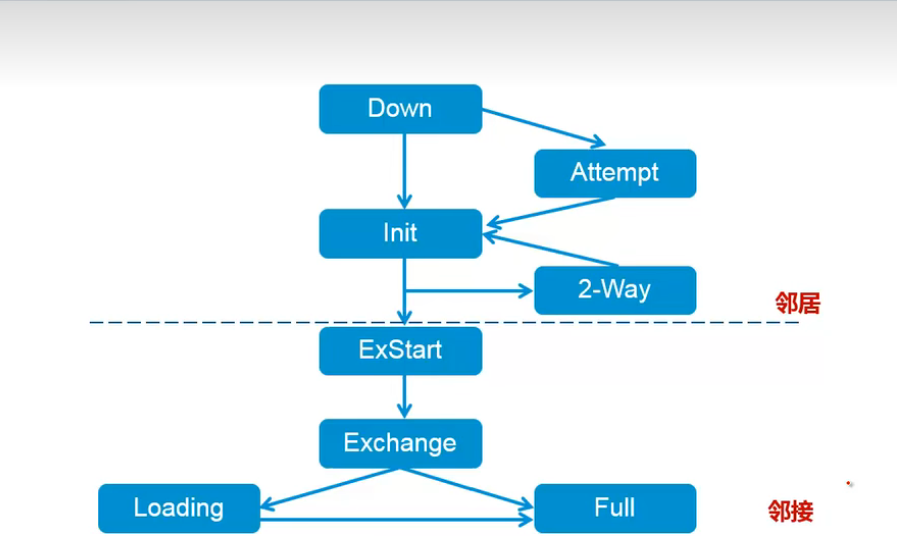 Down
Attempt
Init
2-Way
邻居
ExStart
Exchange
Loading
Full
邻接